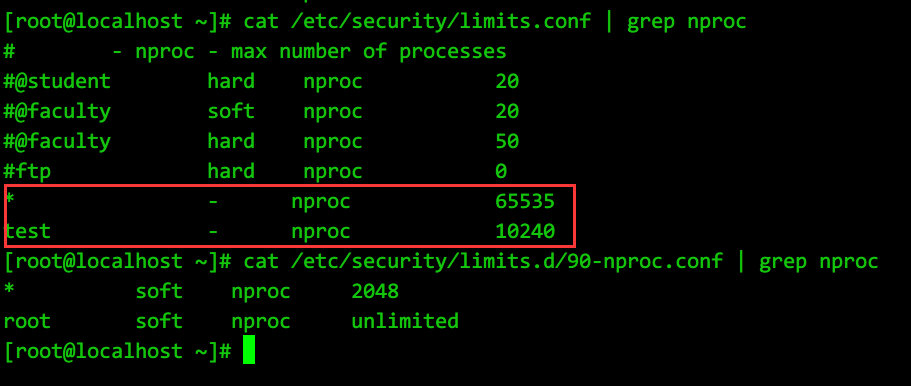 [root@localhost ~]# cat /etc/security/limits.conf | grep nproc
#        - nproc - max number of processes
#@student        hard    nproc           20
#@faculty        soft    nproc           20
#@faculty        hard    nproc           50
#ftp             hard    nproc           0
*                -      nproc            65535
test             -      nproc            10240
[root@localhost ~]# cat /etc/security/limits.d/90-nproc.conf | grep nproc
*          soft    nproc     2048
root       soft    nproc     unlimited
[root@localhost ~]#